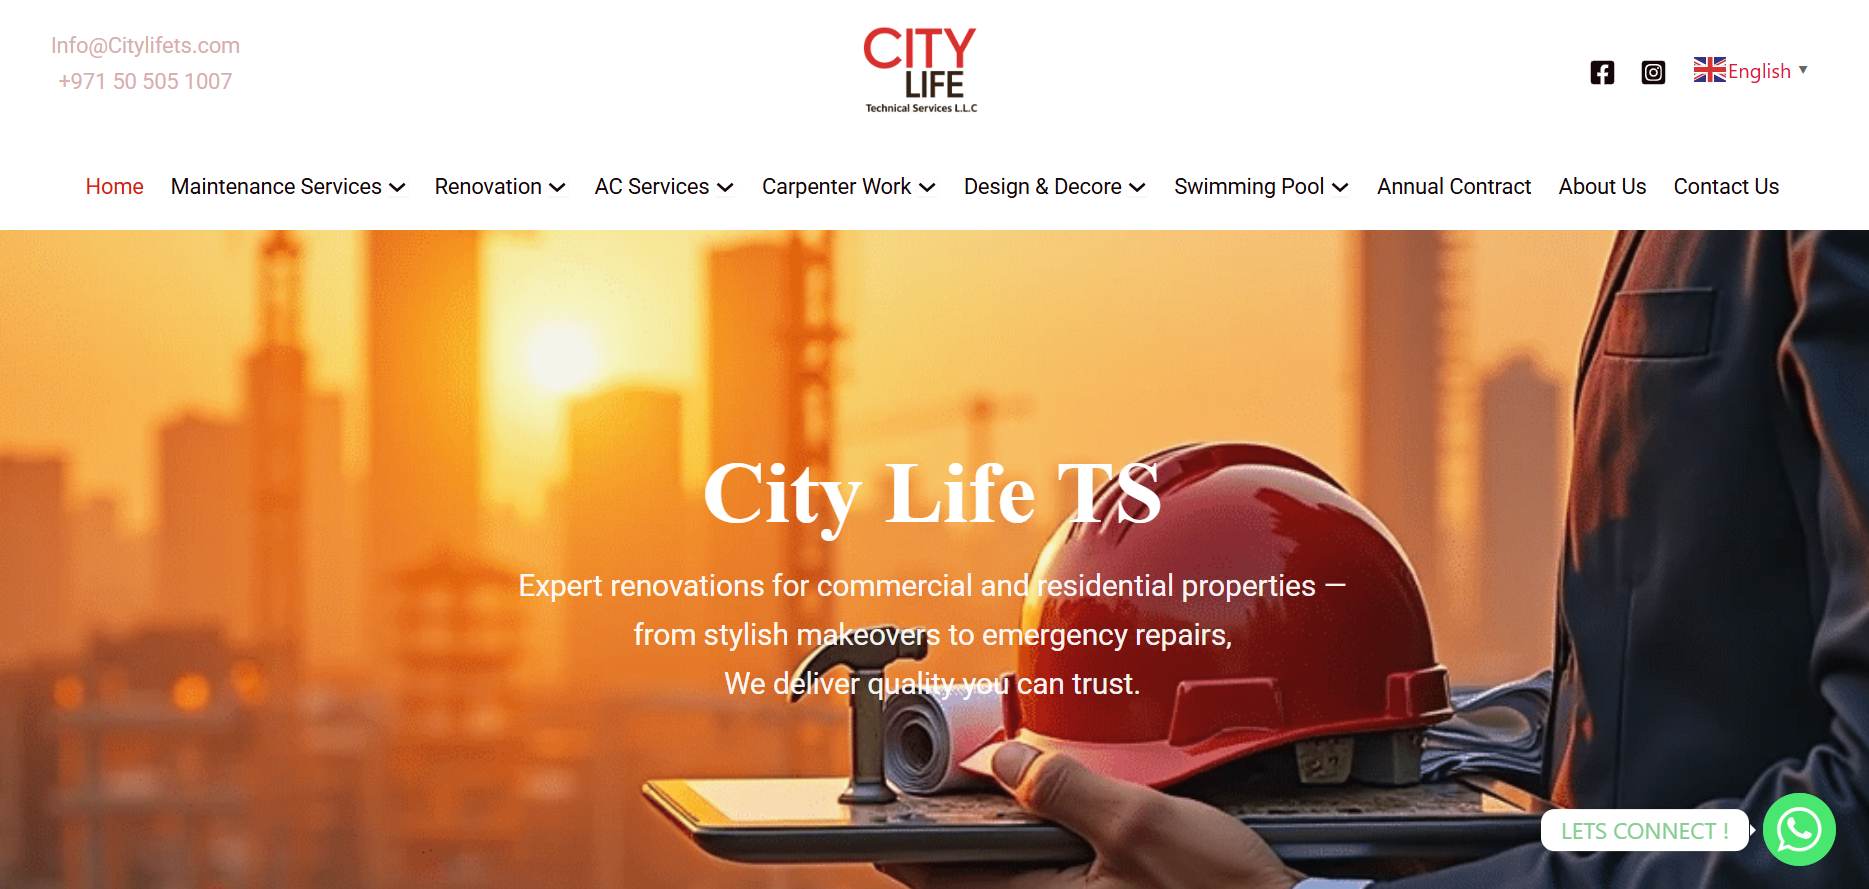 Info@Citylifets.com
+971 50 505 1007
CITY
LIFE
Technical Services L.L.C
English
Home Maintenance Services Renovation AC Services Carpenter Work Design & Decore Swimming Pool Annual Contract About Us Contact Us
City Life TS
Expert renovations for commercial and residential properties —
from stylish makeovers to emergency repairs,
We deliver quality you can trust.
LETS CONNECT !